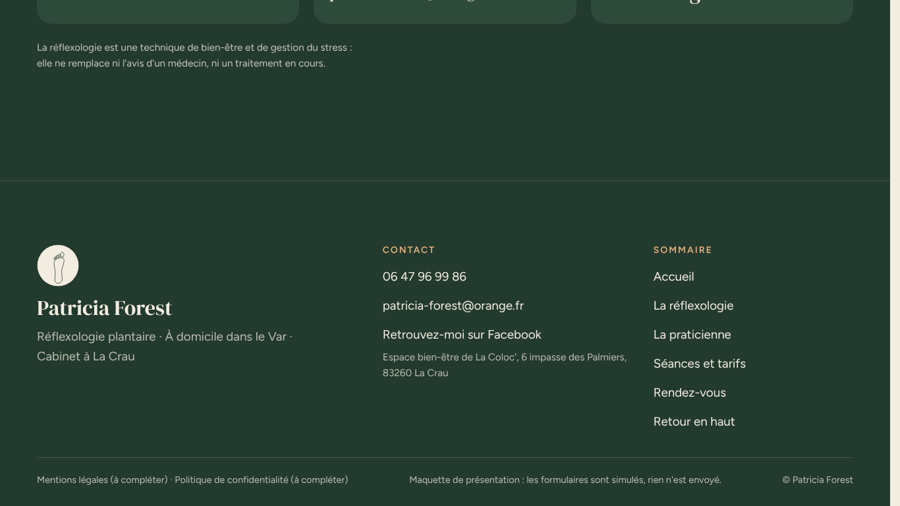 La réflexologie est une technique de bien-être et de gestion du stress :
elle ne remplace ni l'avis d'un médecin, ni un traitement en cours.
Patricia Forest
Réflexologie plantaire · À domicile dans le Var ·
Cabinet à La Crau
CONTACT
06 47 96 99 86
patricia-forest@orange.fr
Retrouvez-moi sur Facebook
Espace bien-être de La Coloc', 6 impasse des Palmiers,
83260 La Crau
SOMMAIRE
Accueil
La réflexologie
La praticienne
Séances et tarifs
Rendez-vous
Retour en haut
Mentions légales (à compléter) · Politique de confidentialité (à compléter)
Maquette de présentation : les formulaires sont simulés, rien n'est envoyé.
© Patricia Forest